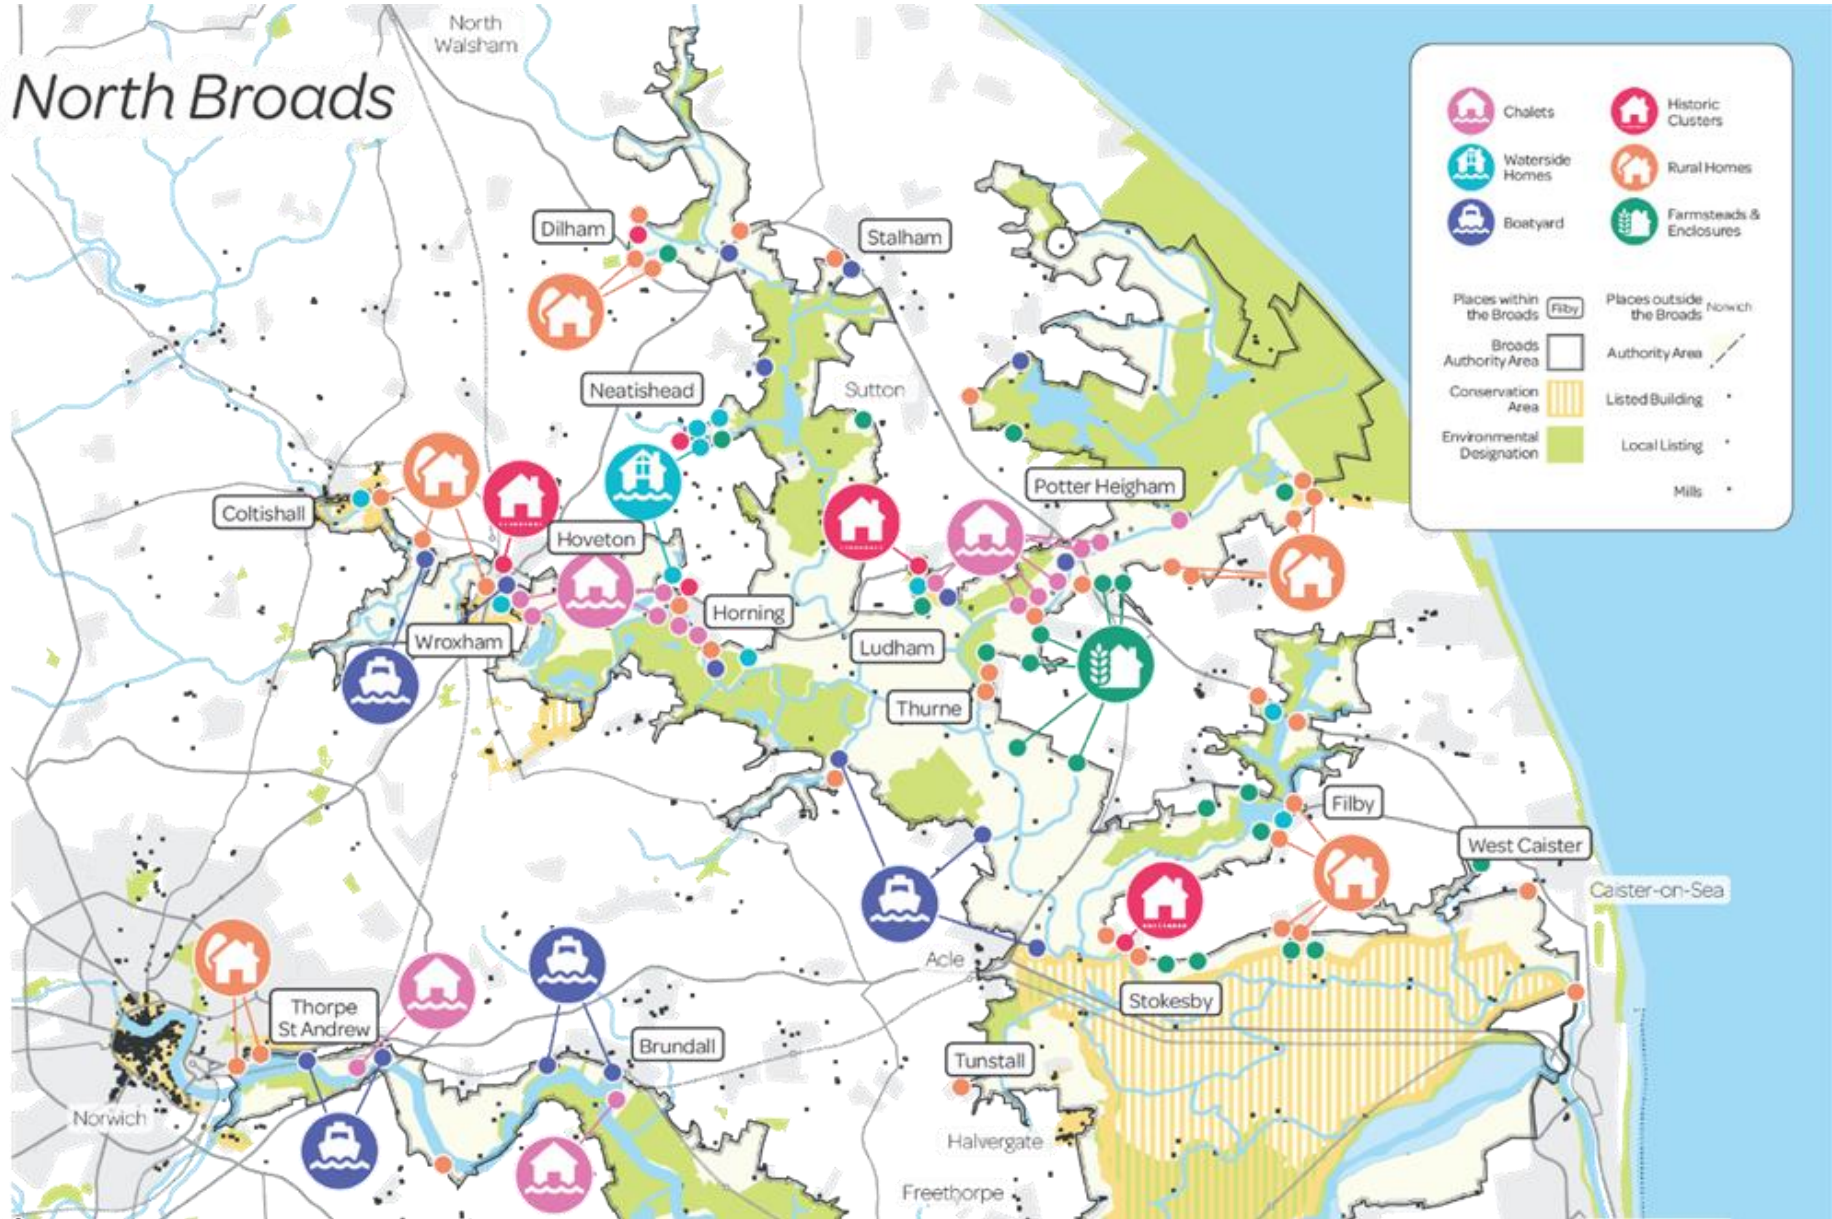 North Broads
North
Walsham
Chalets
Historic
Clusters
Waterside
Homes
Rural Homes
Boatyard
Farmsteads &
Enclosures
Places within
the Broads
Filby
Places outside
the Broads
Norwich
Broads
Authority Area
Authority Area
Conservation
Area
Listed Building
Environmental
Designation
Local Listing
Mills
Dilham
Stalham
Neatishead
Sutton
Potter Heigham
Coltishall
Hoveton
Horning
Wroxham
Ludham
Thurne
Filby
West Caister
Caister-on-Sea
Acle
Stokesby
Thorpe
St Andrew
Brundall
Tunstall
Norwich
Halvergate
Freethorpe